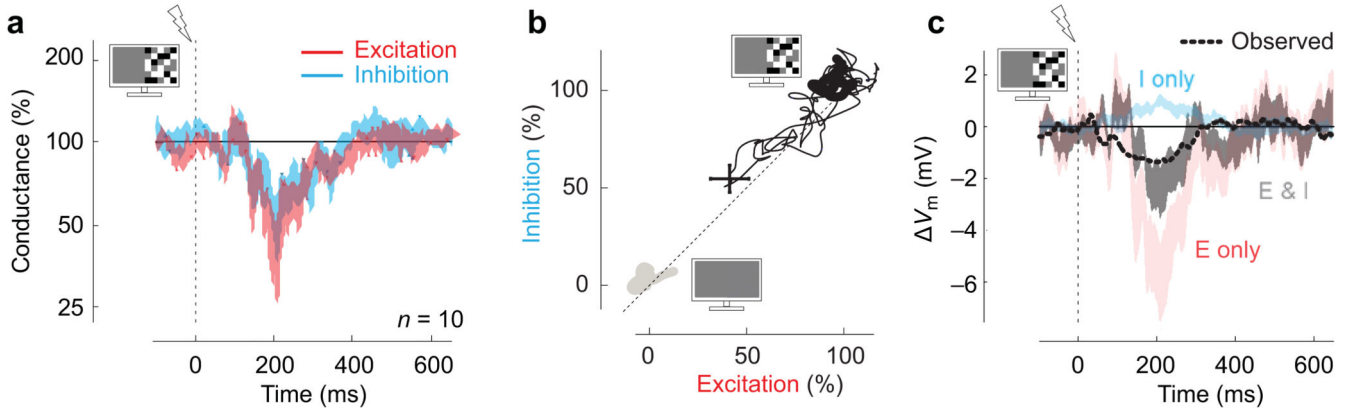 a
200
100
50
25
Conductance (%)
Excitation
Inhibition
n = 10
0
200
400
600
Time (ms)
b
100
50
0
Inhibition (%)
0
50
100
Excitation (%)
c
Observed
I only
E & I
E only
2
0
–2
–4
–6
ΔVm (mV)
0
200
400
600
Time (ms)